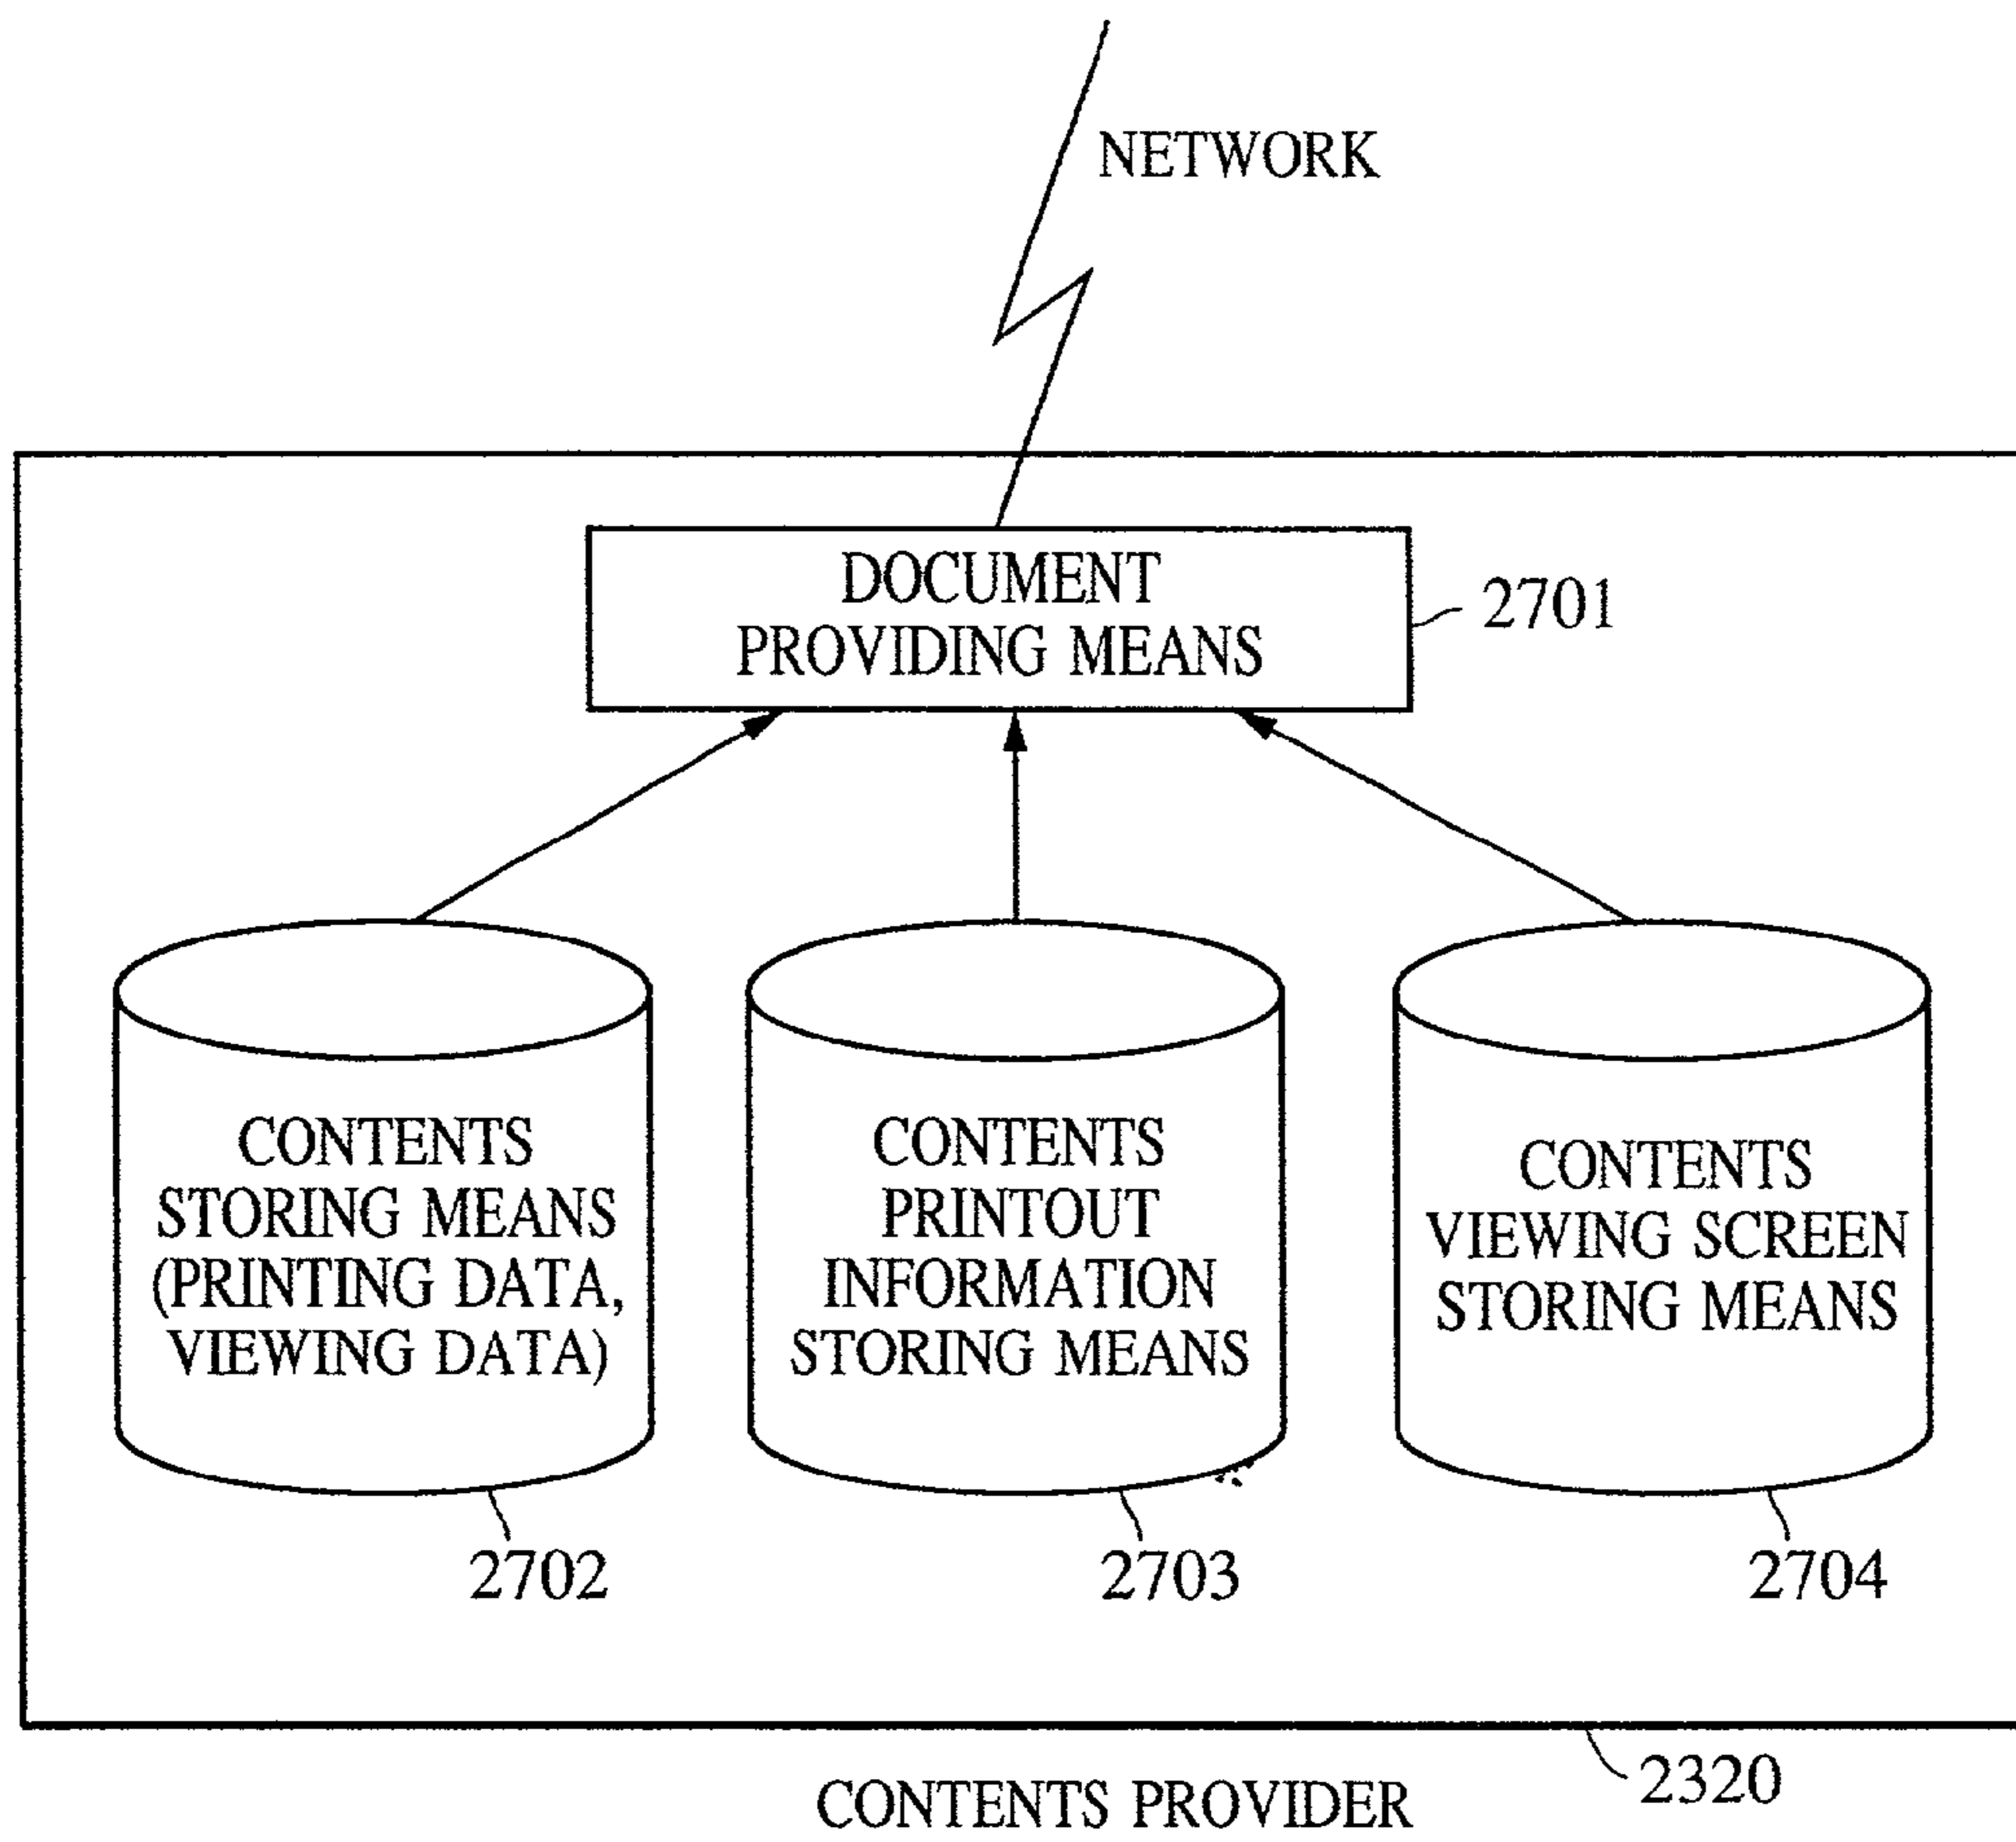 NETWORK
DOCUMENT
PROVIDING MEANS
2701
CONTENTS
STORING MEANS
(PRINTING DATA,
VIEWING DATA)
CONTENTS
PRINTOUT
INFORMATION
STORING MEANS
CONTENTS
VIEWING SCREEN
STORING MEANS
2702
2703
2704
2320
CONTENTS PROVIDER